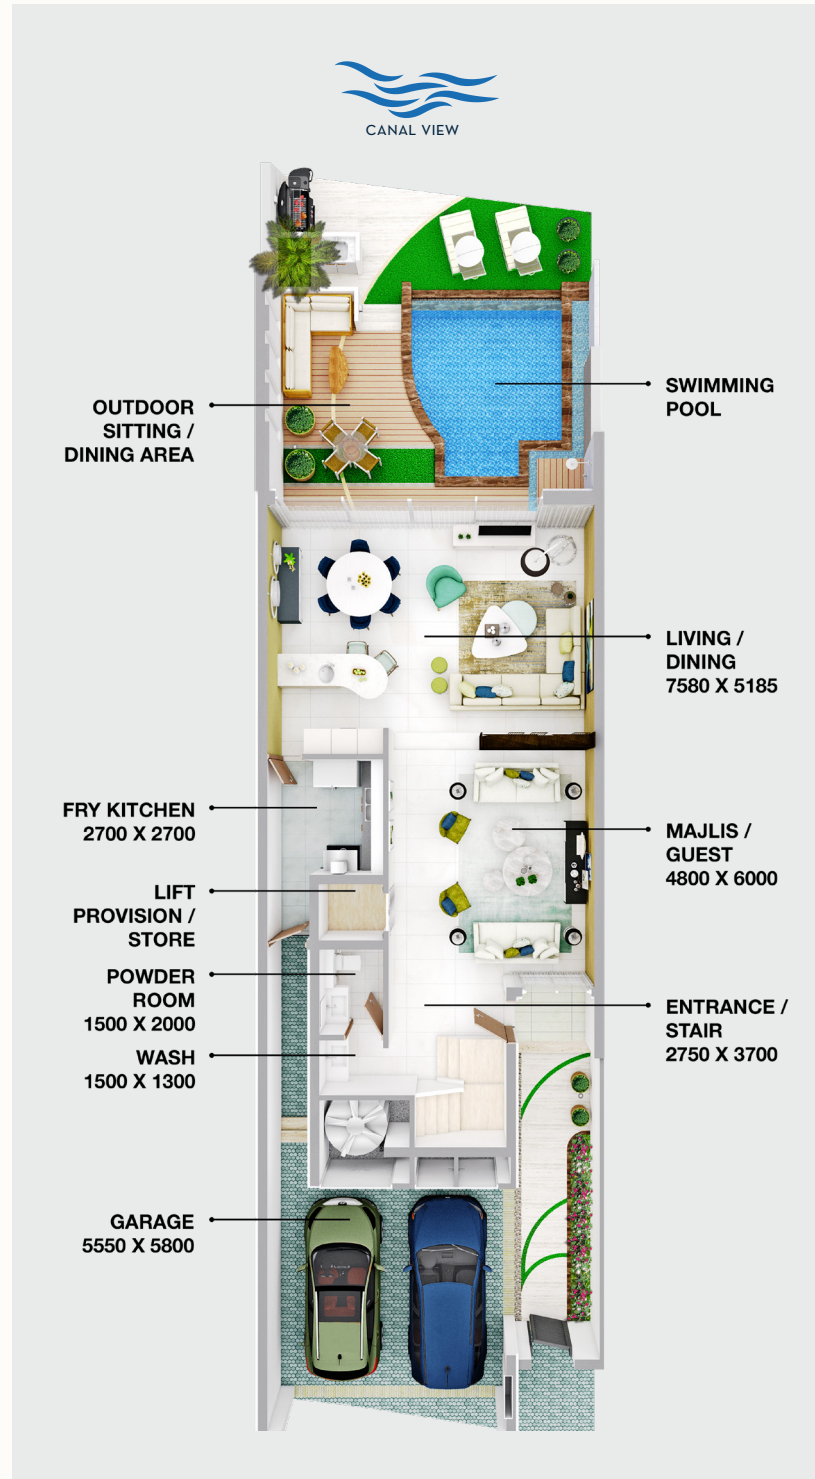 CANAL VIEW
SWIMMING
POOL
OUTDOOR
SITTING /
DINING AREA
LIVING /
DINING
7580 X 5185
FRY KITCHEN
2700 X 2700
MAJLIS /
GUEST
4800 X 6000
LIFT
PROVISION /
STORE
POWDER
ROOM
1500 X 2000
ENTRANCE /
STAIR
2750 X 3700
WASH
1500 X 1300
GARAGE
5550 X 5800